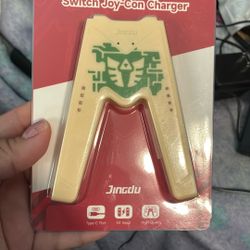 Switch Joy-Con Charger
JINGDU
JINGDU
Type-C Port